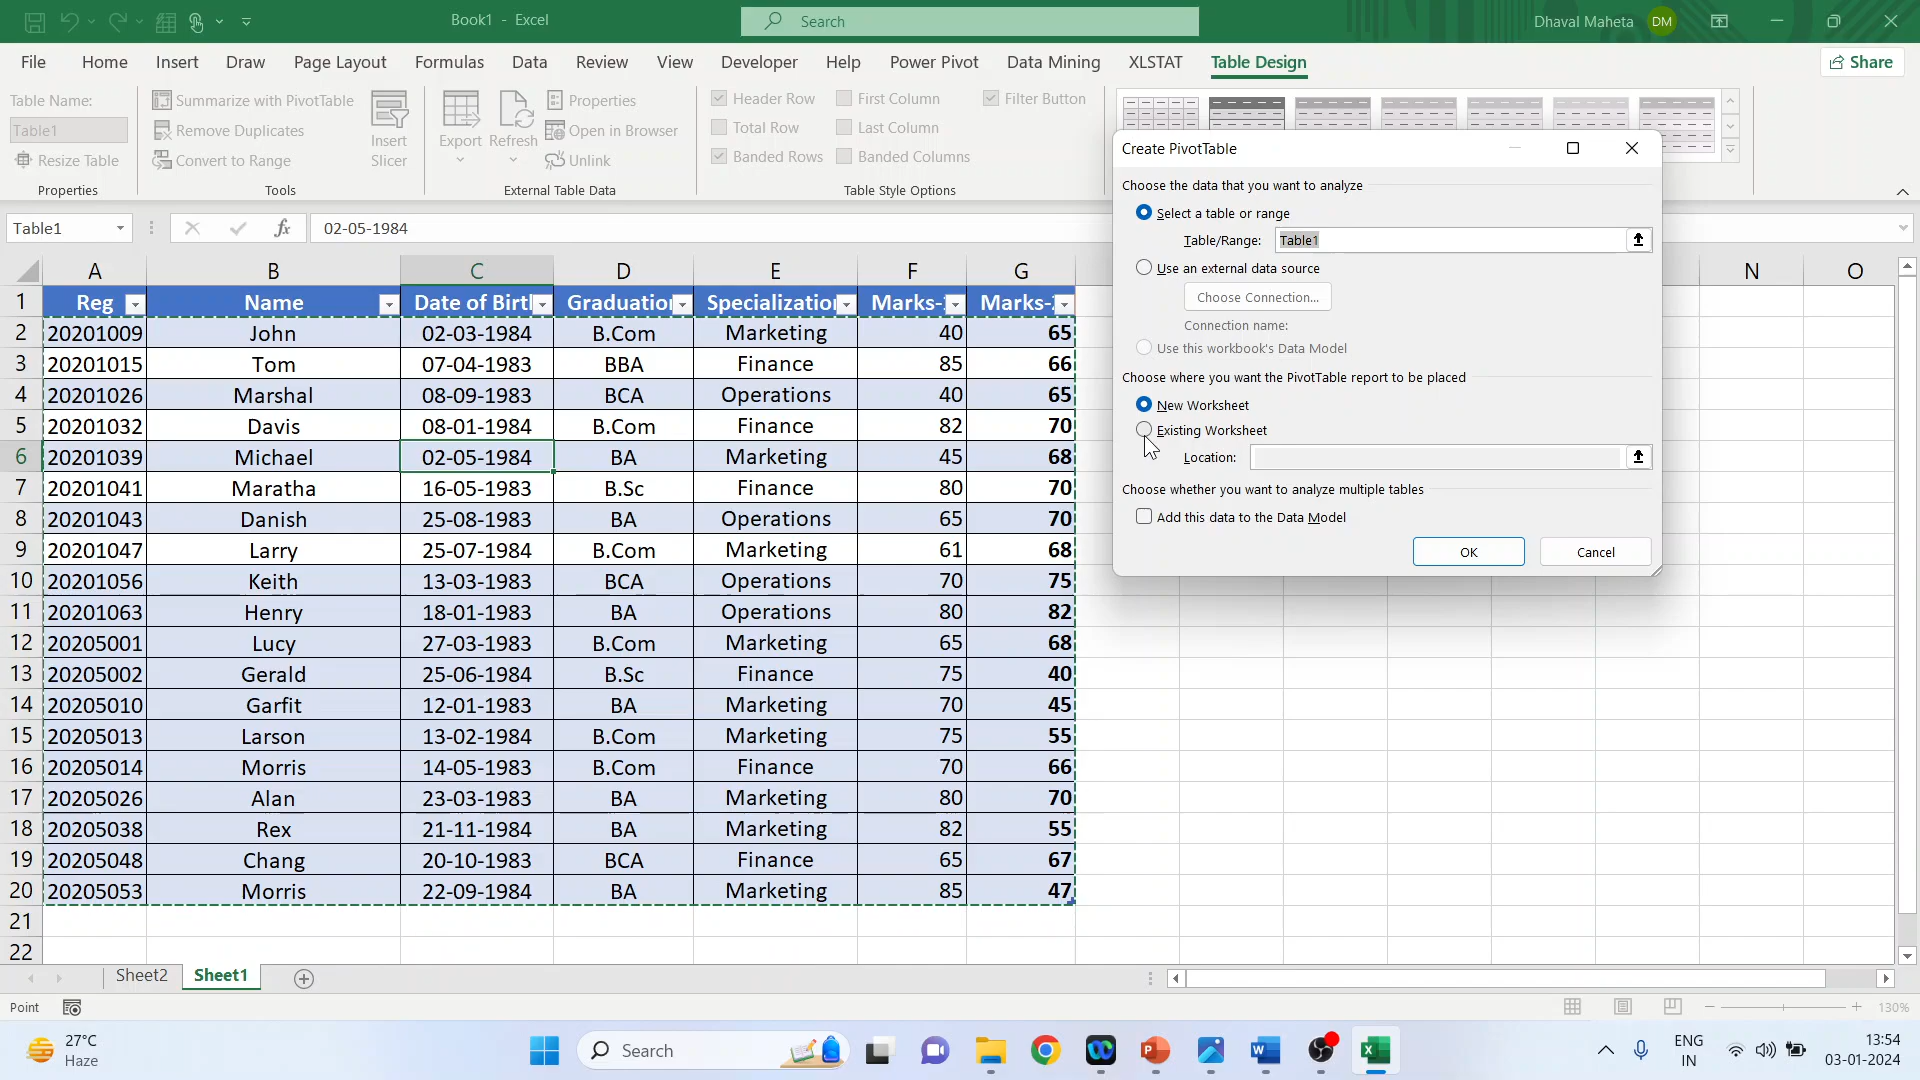 Book1 - Excel
Search
Dhaval Maheta DM
File Home Insert Draw Page Layout Formulas Data Review View Developer Help Power Pivot Data Mining XLSTAT Table Design Share
Table Name:
Table1
Resize Table
Properties
Summarize with PivotTable
Remove Duplicates
Convert to Range
Insert Slicer
Tools
Export Refresh
Properties
Open in Browser
Unlink
External Table Data
Header Row First Column Filter Button
Total Row Last Column
Banded Rows Banded Columns
Table Style Options
Table1 fx 02-05-1984
A B C D E F G N O
1 Reg Name Date of Birt Graduatio Specializatio Marks- Marks-
2 20201009 John 02-03-1984 B.Com Marketing 40 65
3 20201015 Tom 07-04-1983 BBA Finance 85 66
4 20201026 Marshal 08-09-1983 BCA Operations 40 65
5 20201032 Davis 08-01-1984 B.Com Finance 82 70
6 20201039 Michael 02-05-1984 BA Marketing 45 68
7 20201041 Maratha 16-05-1983 B.Sc Finance 80 70
8 20201043 Danish 25-08-1983 BA Operations 65 70
9 20201047 Larry 25-07-1984 B.Com Marketing 61 68
10 20201056 Keith 13-03-1983 BCA Operations 70 75
11 20201063 Henry 18-01-1983 BA Operations 80 82
12 20205001 Lucy 27-03-1983 B.Com Marketing 65 68
13 20205002 Gerald 25-06-1984 B.Sc Finance 75 40
14 20205010 Garfit 12-01-1983 BA Marketing 70 45
15 20205013 Larson 13-02-1984 B.Com Marketing 75 55
16 20205014 Morris 14-05-1983 B.Com Finance 70 66
17 20205026 Alan 23-03-1983 BA Marketing 80 70
18 20205038 Rex 21-11-1984 BA Marketing 82 55
19 20205048 Chang 20-10-1983 BCA Finance 65 67
20 20205053 Morris 22-09-1984 BA Marketing 85 47
21
22
Create PivotTable
Choose the data that you want to analyze
Select a table or range
Table/Range: Table1
Use an external data source
Choose Connection...
Connection name:
Use this workbook's Data Model
Choose where you want the PivotTable report to be placed
New Worksheet
Existing Worksheet
Location:
Choose whether you want to analyze multiple tables
Add this data to the Data Model
OK Cancel
Sheet2 Sheet1
Point 130%
27°C
Haze
Search
ENG
IN
13:54
03-01-2024